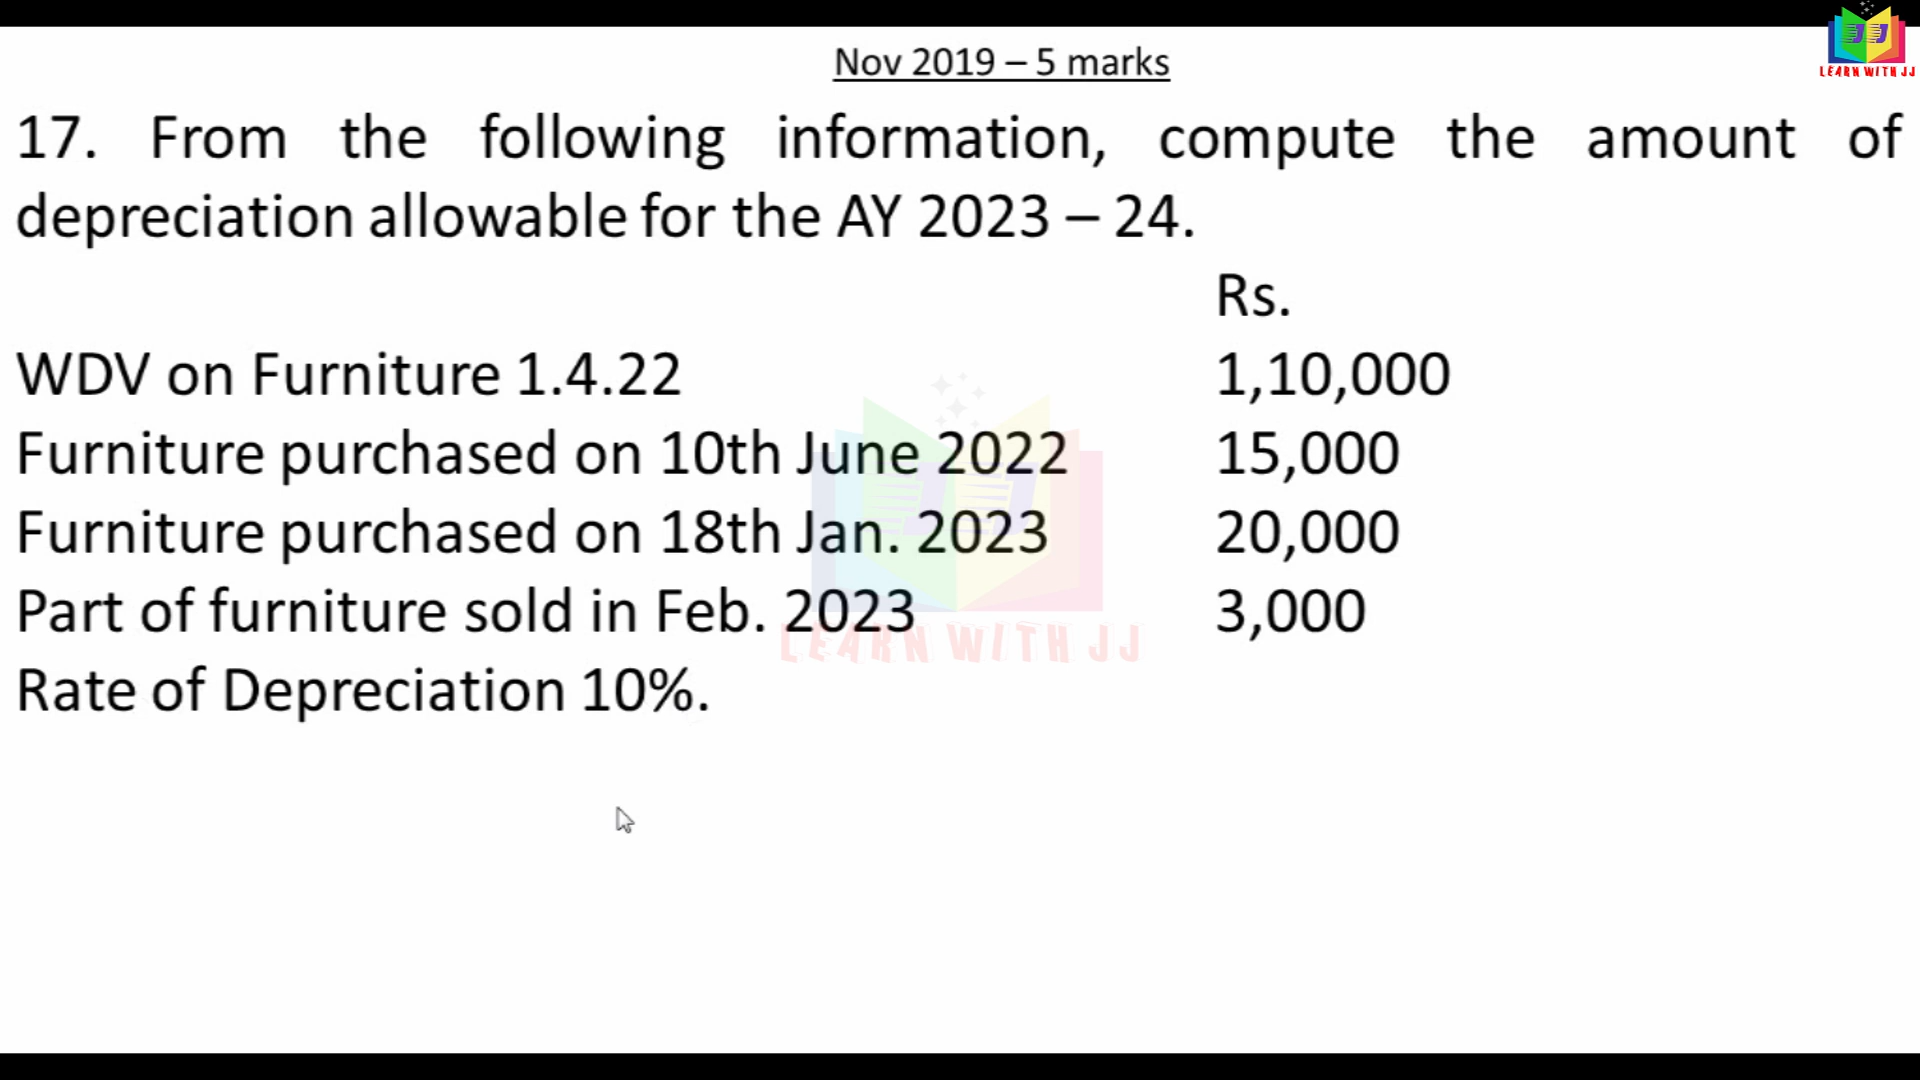 Nov 2019 – 5 marks
LEARN WITH JJ
17. From the following information, compute the amount of
depreciation allowable for the AY 2023 – 24.
Rs.
WDV on Furniture 1.4.22 1,10,000
Furniture purchased on 10th June 2022 15,000
Furniture purchased on 18th Jan. 2023 20,000
Part of furniture sold in Feb. 2023 3,000
LEARN WITH JJ
Rate of Depreciation 10%.